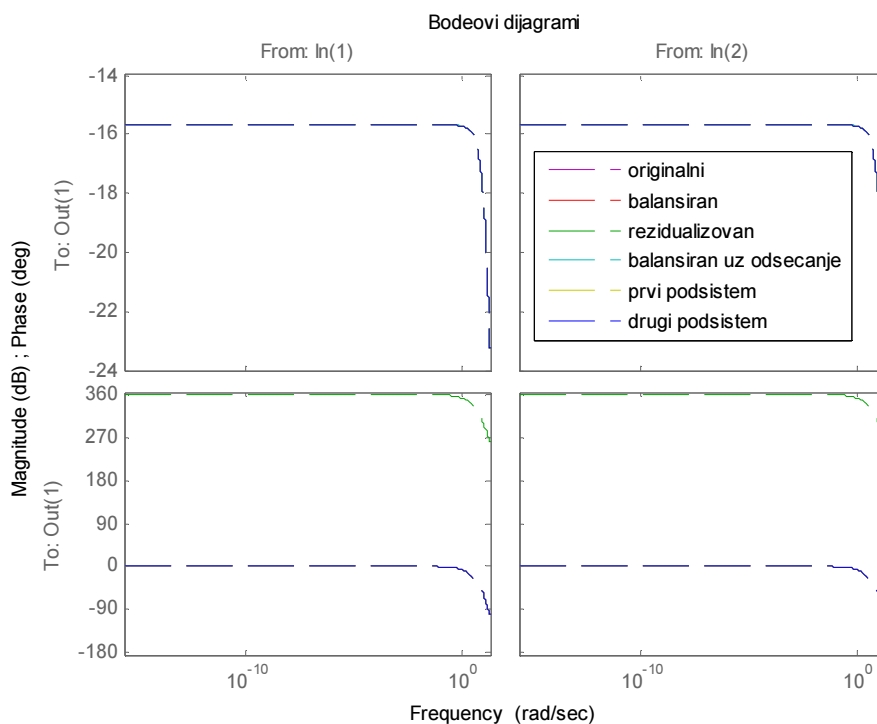 Bodeovi dijagrami
From: In(1)
From: In(2)
Magnitude (dB) ; Phase (deg)
To: Out(1)
-14
-16
-18
-20
-22
-24
originalni
balansiran
rezidualizovan
balansiran uz odsecanje
prvi podsistem
drugi podsistem
To: Out(1)
360
270
180
90
0
-90
-180
10^-10
10^0
10^-10
10^0
Frequency (rad/sec)